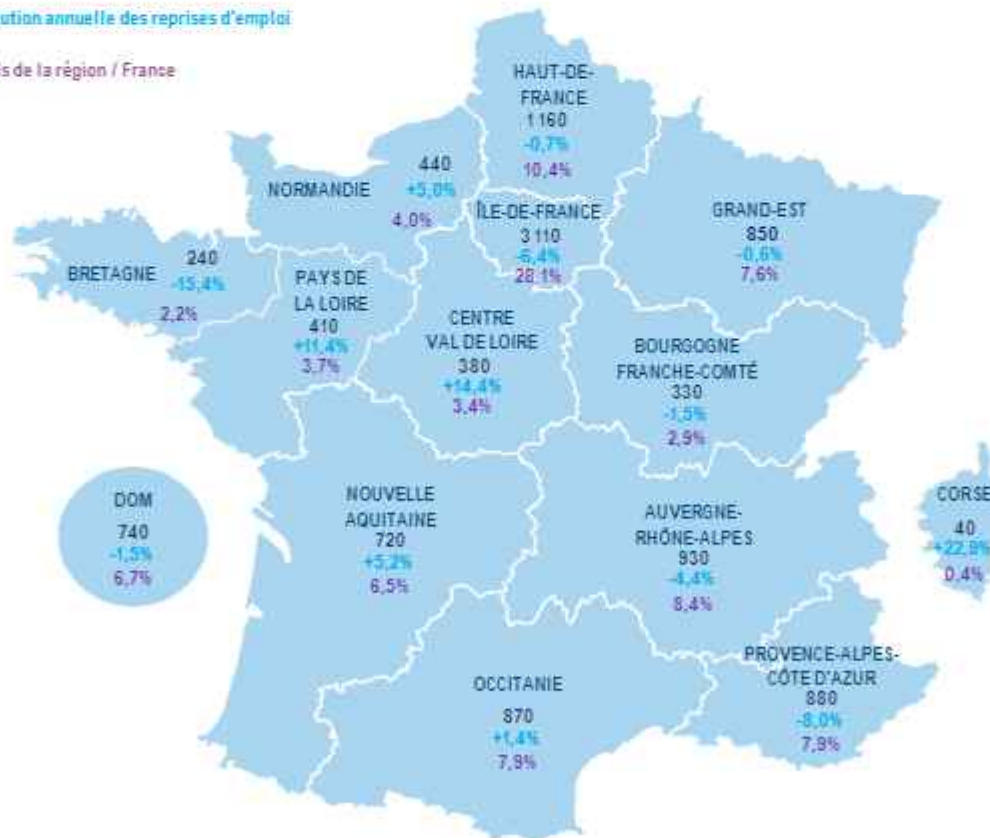 ution annuelle des reprises d'emploi
s de la région / France
HAUT-DE-
FRANCE
1 160
-0,7%
10,4%
440
NORMANDIE
+5,0%
4,0%
ÎLE-DE-FRANCE
3 110
-6,4%
28,1%
GRAND-EST
850
-0,6%
7,6%
240
BRETAGNE
-15,4%
2,2%
PAYS DE
LA LOIRE
410
+11,4%
3,7%
CENTRE
VAL DE LOIRE
380
+14,4%
3,4%
BOURGOGNE
FRANCHE-COMTÉ
330
-1,5%
2,9%
DOM
740
-1,5%
6,7%
NOUVELLE
AQUITAINE
720
+5,2%
6,5%
AUVERGNE-
RHÔNE-ALPES
930
-4,4%
8,4%
CORSE
40
+22,9%
0,4%
PROVENCE-ALPES-
CÔTE D'AZUR
880
-8,0%
7,9%
OCCITANIE
870
+1,4%
7,9%